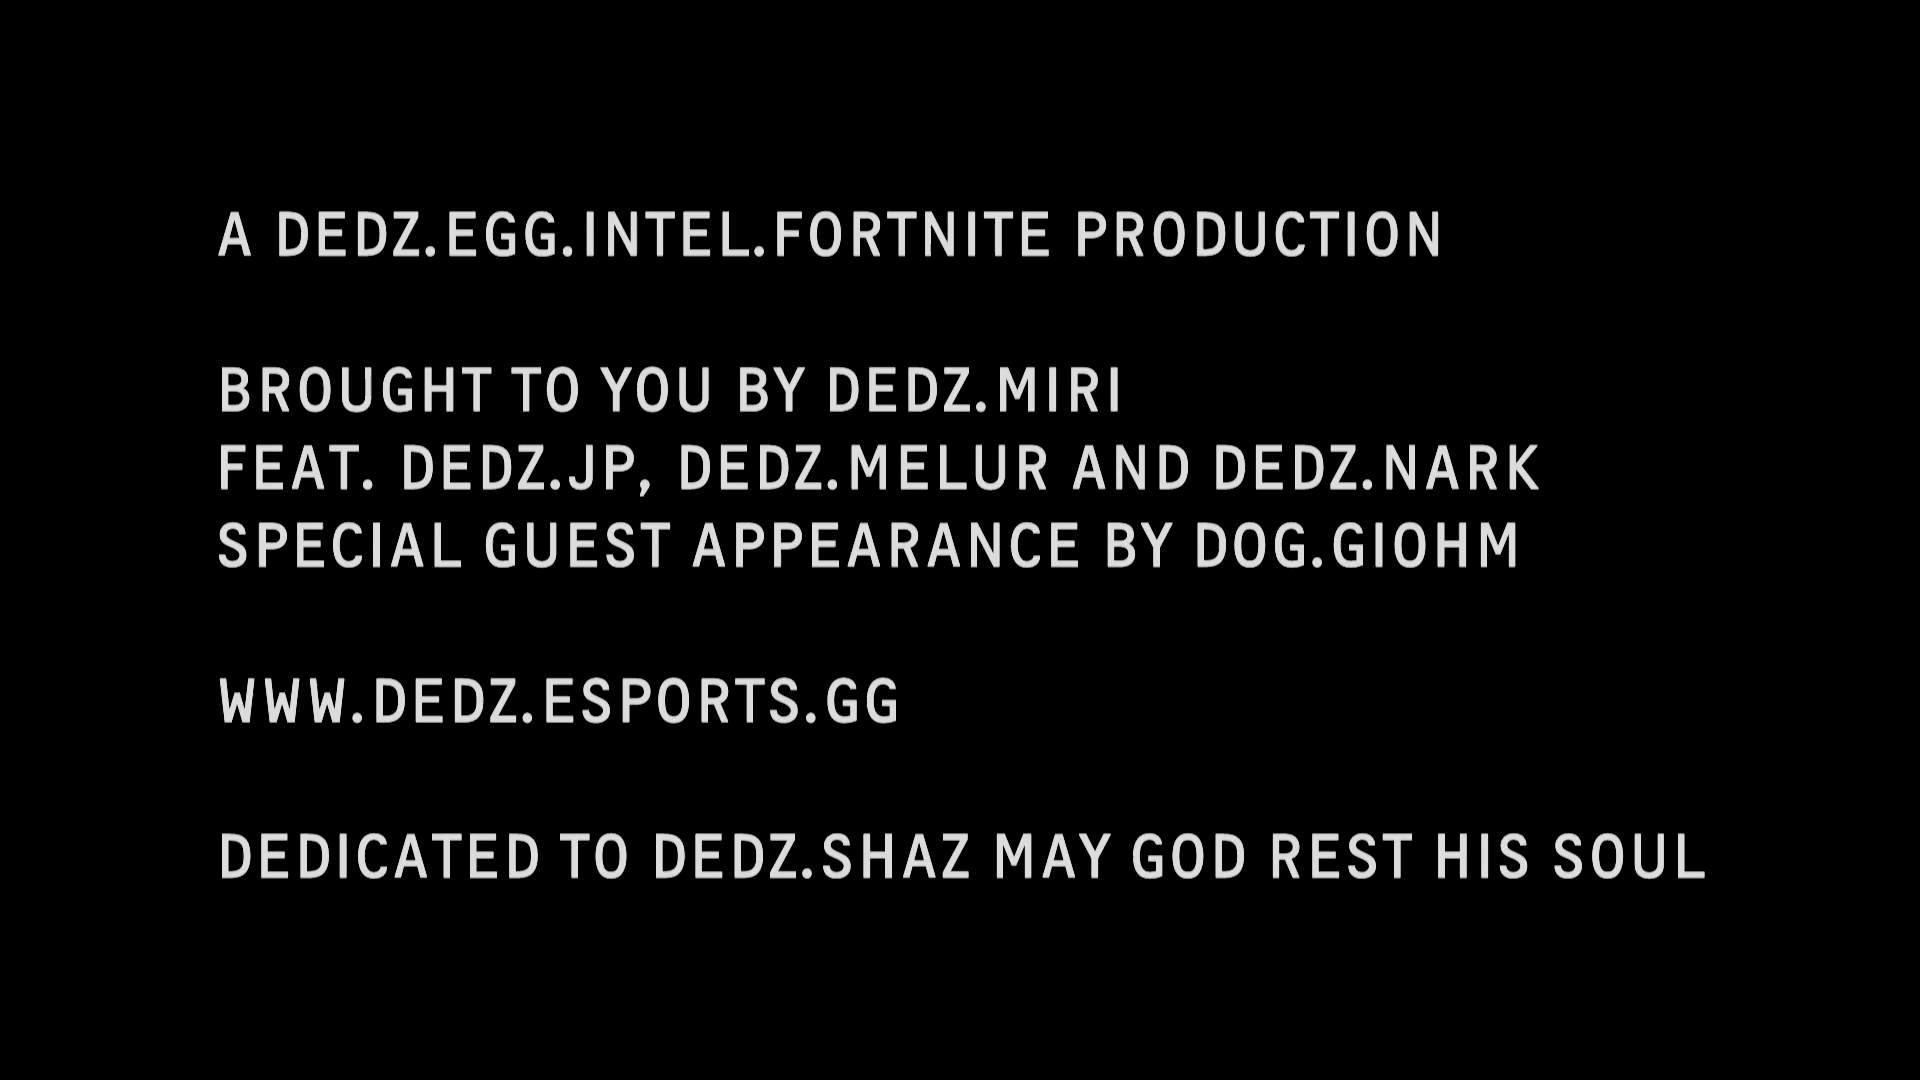 A DEDZ.EGG.INTEL.FORTNITE PRODUCTION
BROUGHT TO YOU BY DEDZ.MIRI
FEAT. DEDZ.JP, DEDZ.MELUR AND DEDZ.NARK
SPECIAL GUEST APPEARANCE BY DOG.GIOHM
WWW.DEDZ.ESPORTS.GG
DEDICATED TO DEDZ.SHAZ MAY GOD REST HIS SOUL